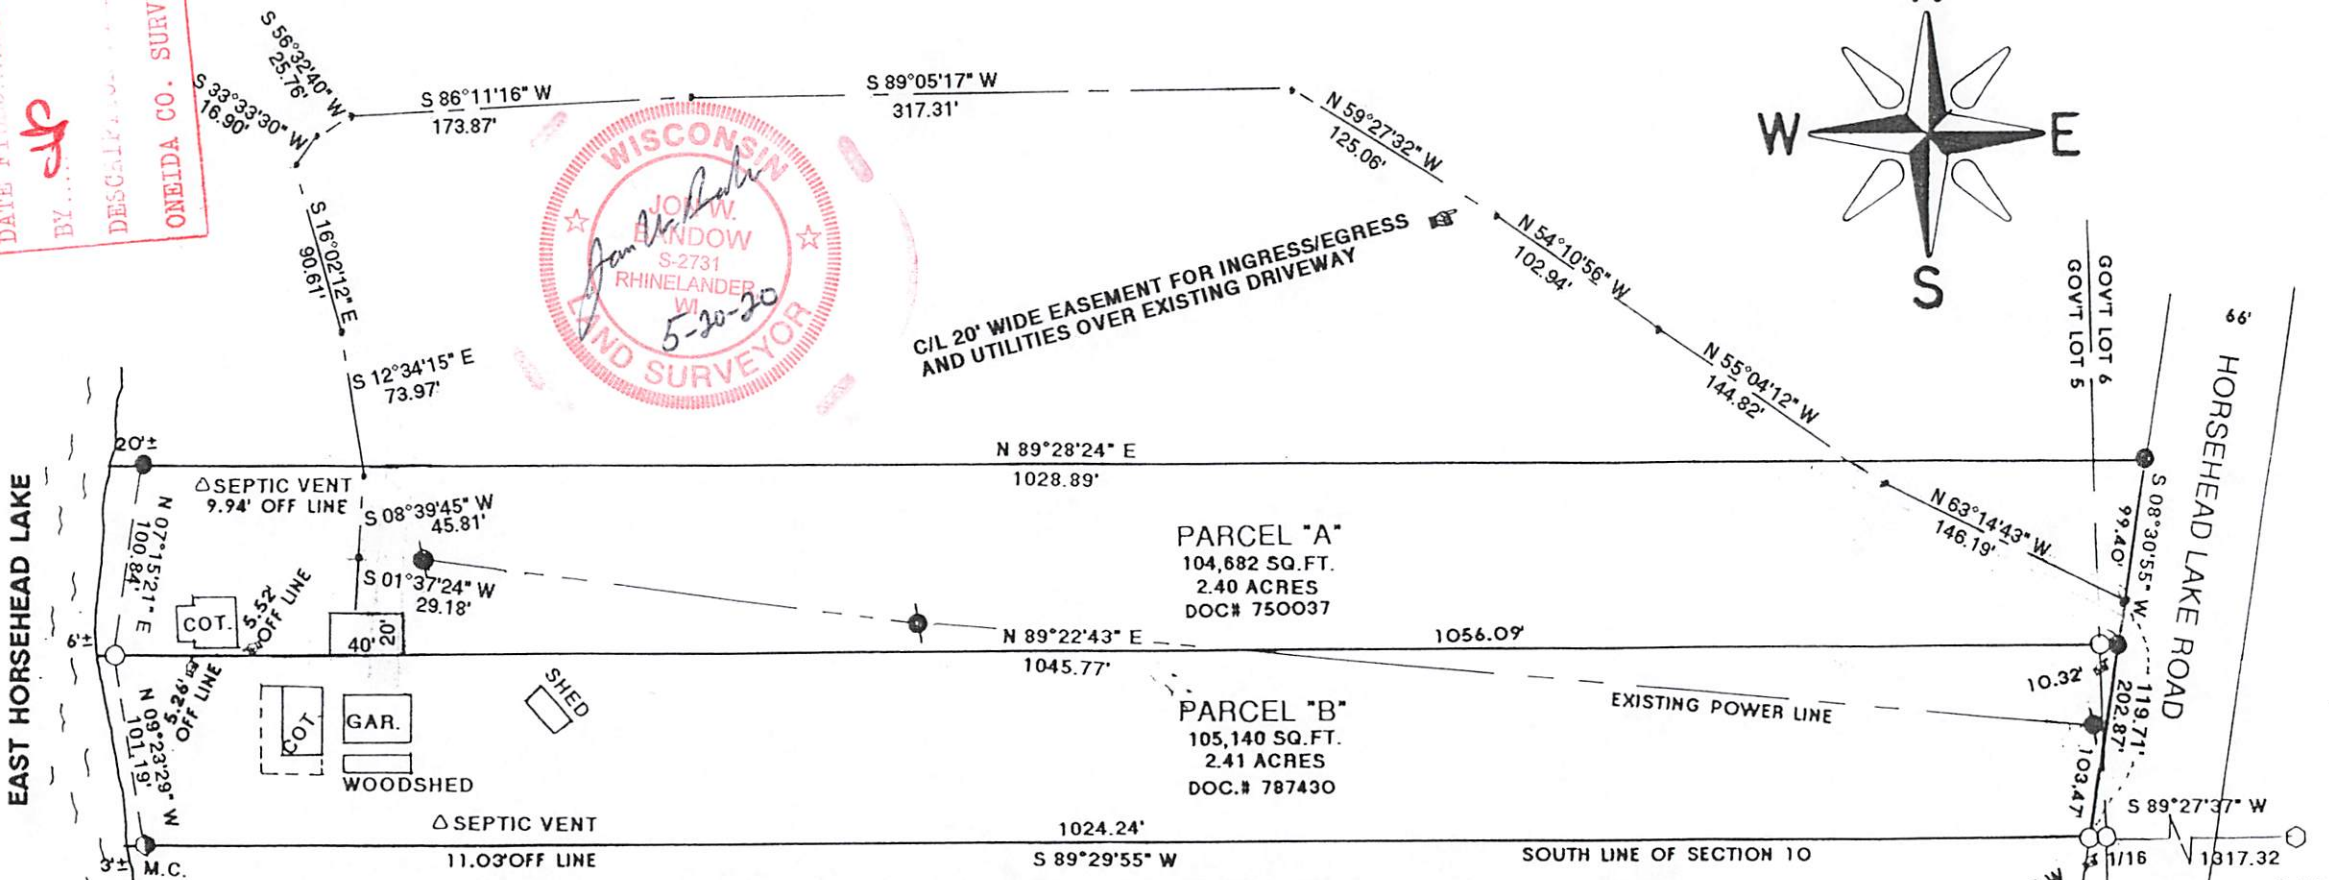 BY....
ONEIDA CO. SURV
S 56°32'40" W
25.76'
S 33°33'30" W
16.90'
S 86°11'16" W
173.87'
S 89°05'17" W
317.31'
N 59°27'32" W
125.06'
N 54°10'56" W
102.94'
N 55°04'12" W
144.82'
N 63°14'43" W
146.19'
S 16°02'12" E
90.61'
S 12°34'15" E
73.97'
WISCONSIN
JON W.
BANDOW
S-2731
RHINELANDER
WI
5-20-20
LAND SURVEYOR
C/L 20' WIDE EASEMENT FOR INGRESS/EGRESS
AND UTILITIES OVER EXISTING DRIVEWAY
W
E
S
GOV'T LOT 6
GOV'T LOT 5
66'
HORSEHEAD LAKE ROAD
EAST HORSEHEAD LAKE
20'±
N 89°28'24" E
1028.89'
SEPTIC VENT
9.94' OFF LINE
S 08°39'45" W
45.81'
S 01°37'24" W
29.18'
N 07°15'21" E
100.84'
COT.
5.52'
OFF LINE
40'
20'
PARCEL "A"
104,682 SQ.FT.
2.40 ACRES
DOC# 750037
S 08°30'55" W
99.40'
6'±
N 89°22'43" E
1056.09'
1045.77'
10.32'
119.71'
202.87'
103.47
5.26'
OFF LINE
N 09°23'29" W
101.19'
COT.
GAR.
WOODSHED
SHED
PARCEL "B"
105,140 SQ.FT.
2.41 ACRES
DOC.# 787430
EXISTING POWER LINE
SEPTIC VENT
11.03'OFF LINE
1024.24'
S 89°29'55" W
SOUTH LINE OF SECTION 10
S 89°27'37" W
1/16
1317.32
3'±
M.C.